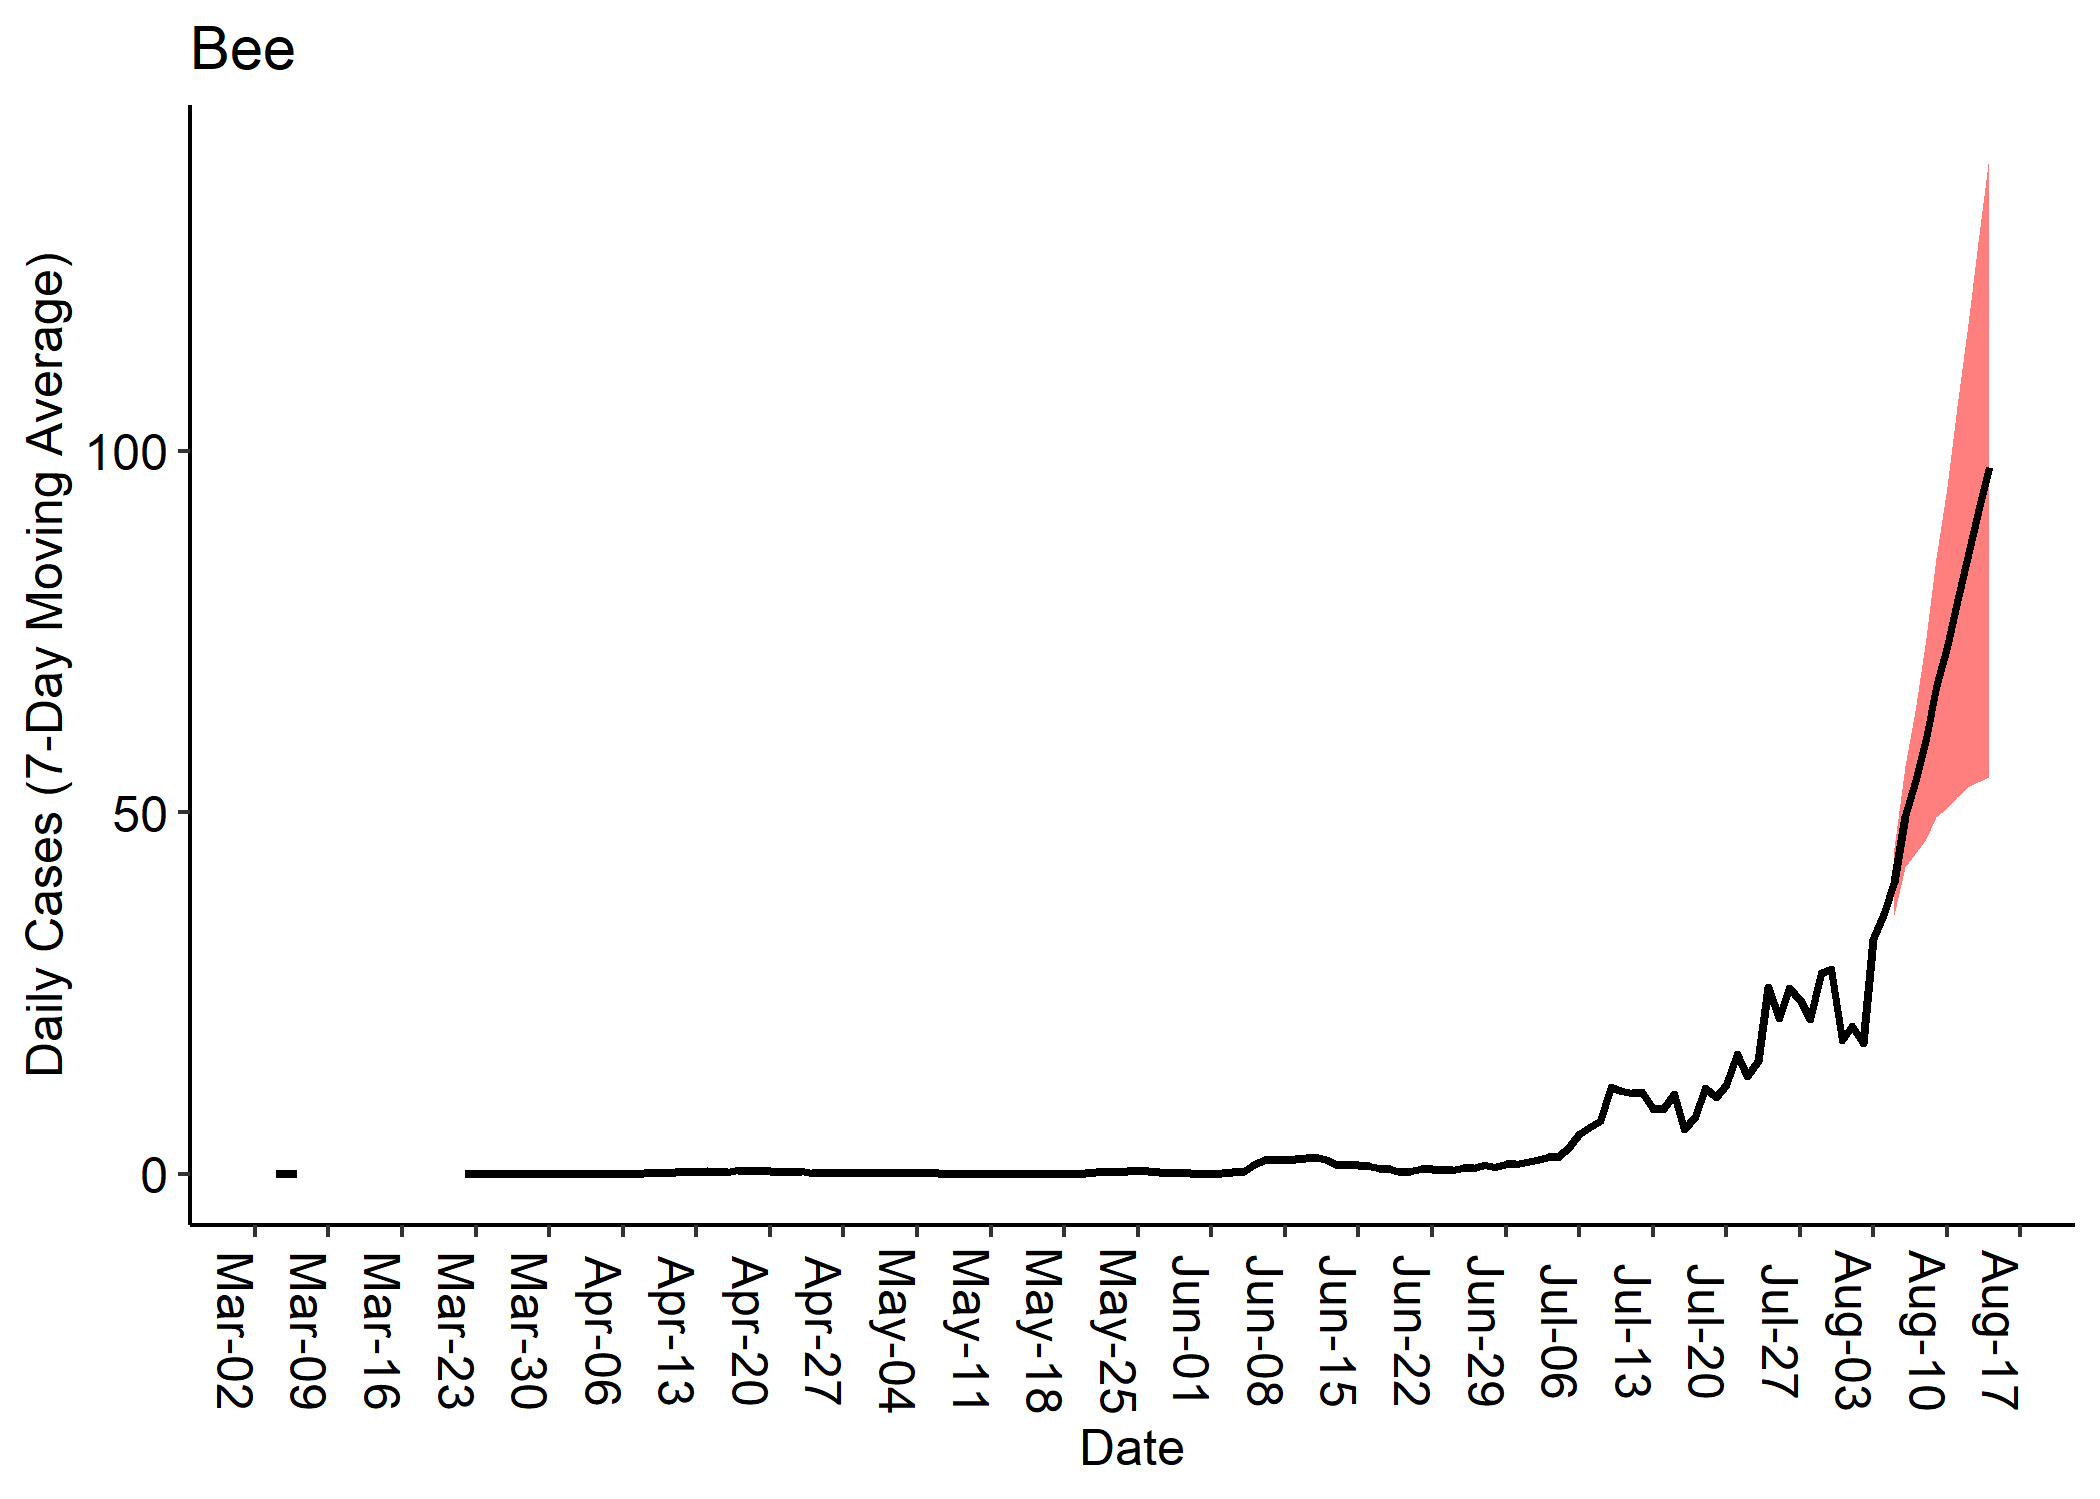 Bee
Daily Cases (7-Day Moving Average)
100
50
0
Mar-02
Mar-09
Mar-16
Mar-23
Mar-30
Apr-06
Apr-13
Apr-20
Apr-27
May-04
May-11
May-18
May-25
Jun-01
Jun-08
Jun-15
Jun-22
Jun-29
Jul-06
Jul-13
Jul-20
Jul-27
Aug-03
Aug-10
Aug-17
Date